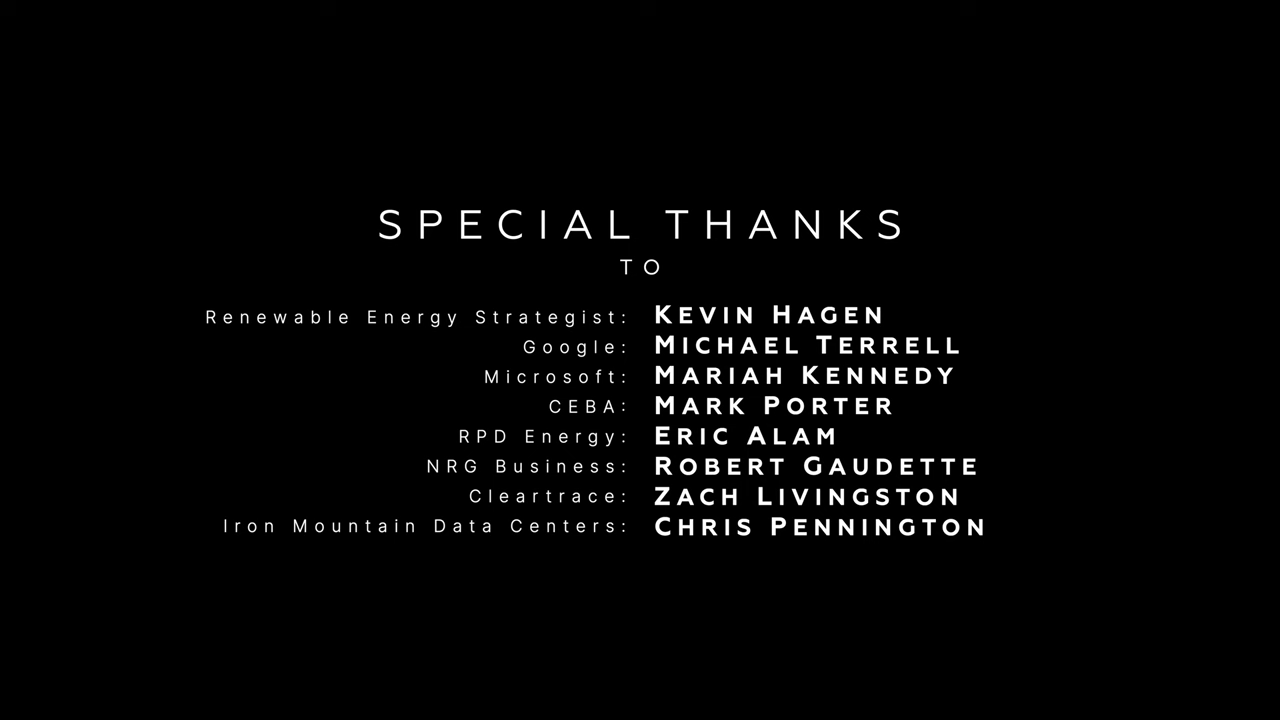 SPECIAL THANKS
TO
Renewable Energy Strategist: KEVIN HAGEN
Google: MICHAEL TERRELL
Microsoft: MARIAH KENNEDY
CEBA: MARK PORTER
RPD Energy: ERIC ALAM
NRG Business: ROBERT GAUDETTE
Cleartrace: ZACH LIVINGSTON
Iron Mountain Data Centers: CHRIS PENNINGTON